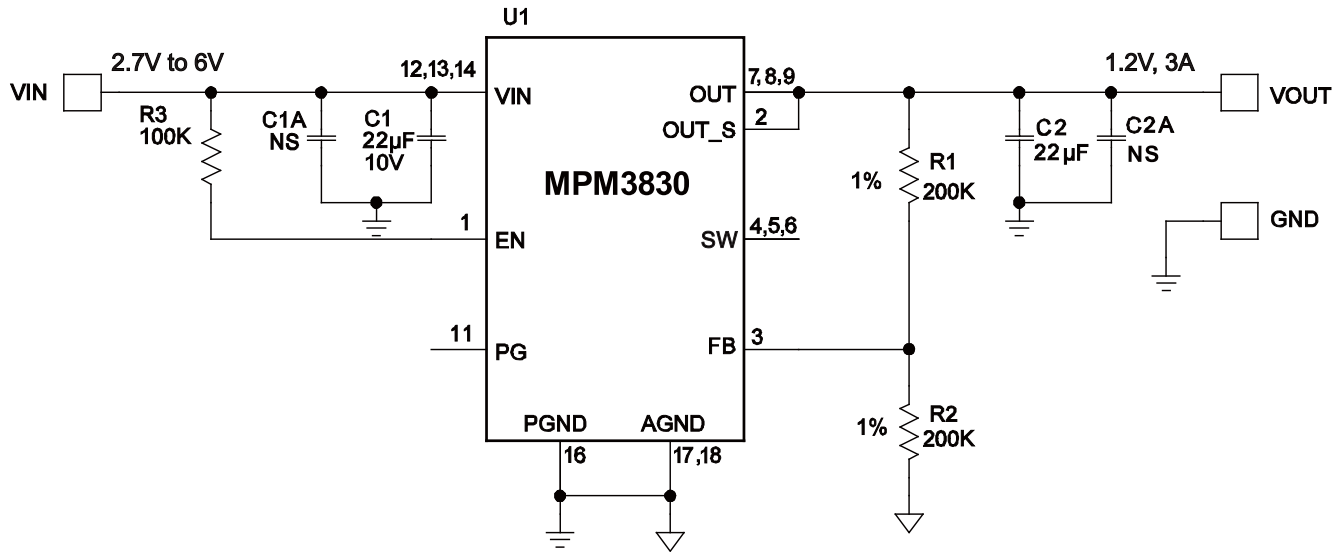 U1
2.7V to 6V
VIN
12,13,14
VIN
R3
100K
C1A
NS
C1
22µF
10V
MPM3830
OUT
7,8,9
OUT_S
2
1.2V, 3A
VOUT
1%
R1
200K
C2
22µF
C2A
NS
GND
1
EN
SW
4,5,6
11
PG
FB
3
1%
R2
200K
PGND
AGND
16
17,18